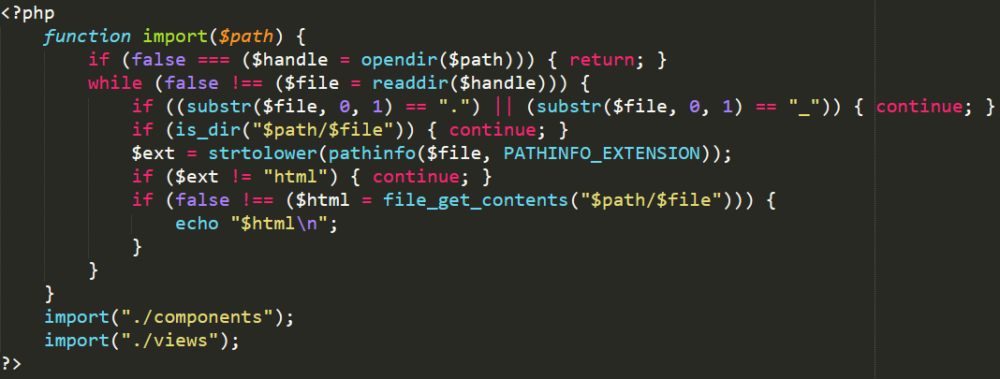 <?php
    function import($path) {
        if (false === ($handle = opendir($path))) { return; }
        while (false !== ($file = readdir($handle))) {
            if ((substr($file, 0, 1) == ".") || (substr($file, 0, 1) == "_")) { continue; }
            if (is_dir("$path/$file")) { continue; }
            $ext = strtolower(pathinfo($file, PATHINFO_EXTENSION));
            if ($ext != "html") { continue; }
            if (false !== ($html = file_get_contents("$path/$file"))) {
                echo "$html\n";
            }
        }
    }
    import("./components");
    import("./views");
?>